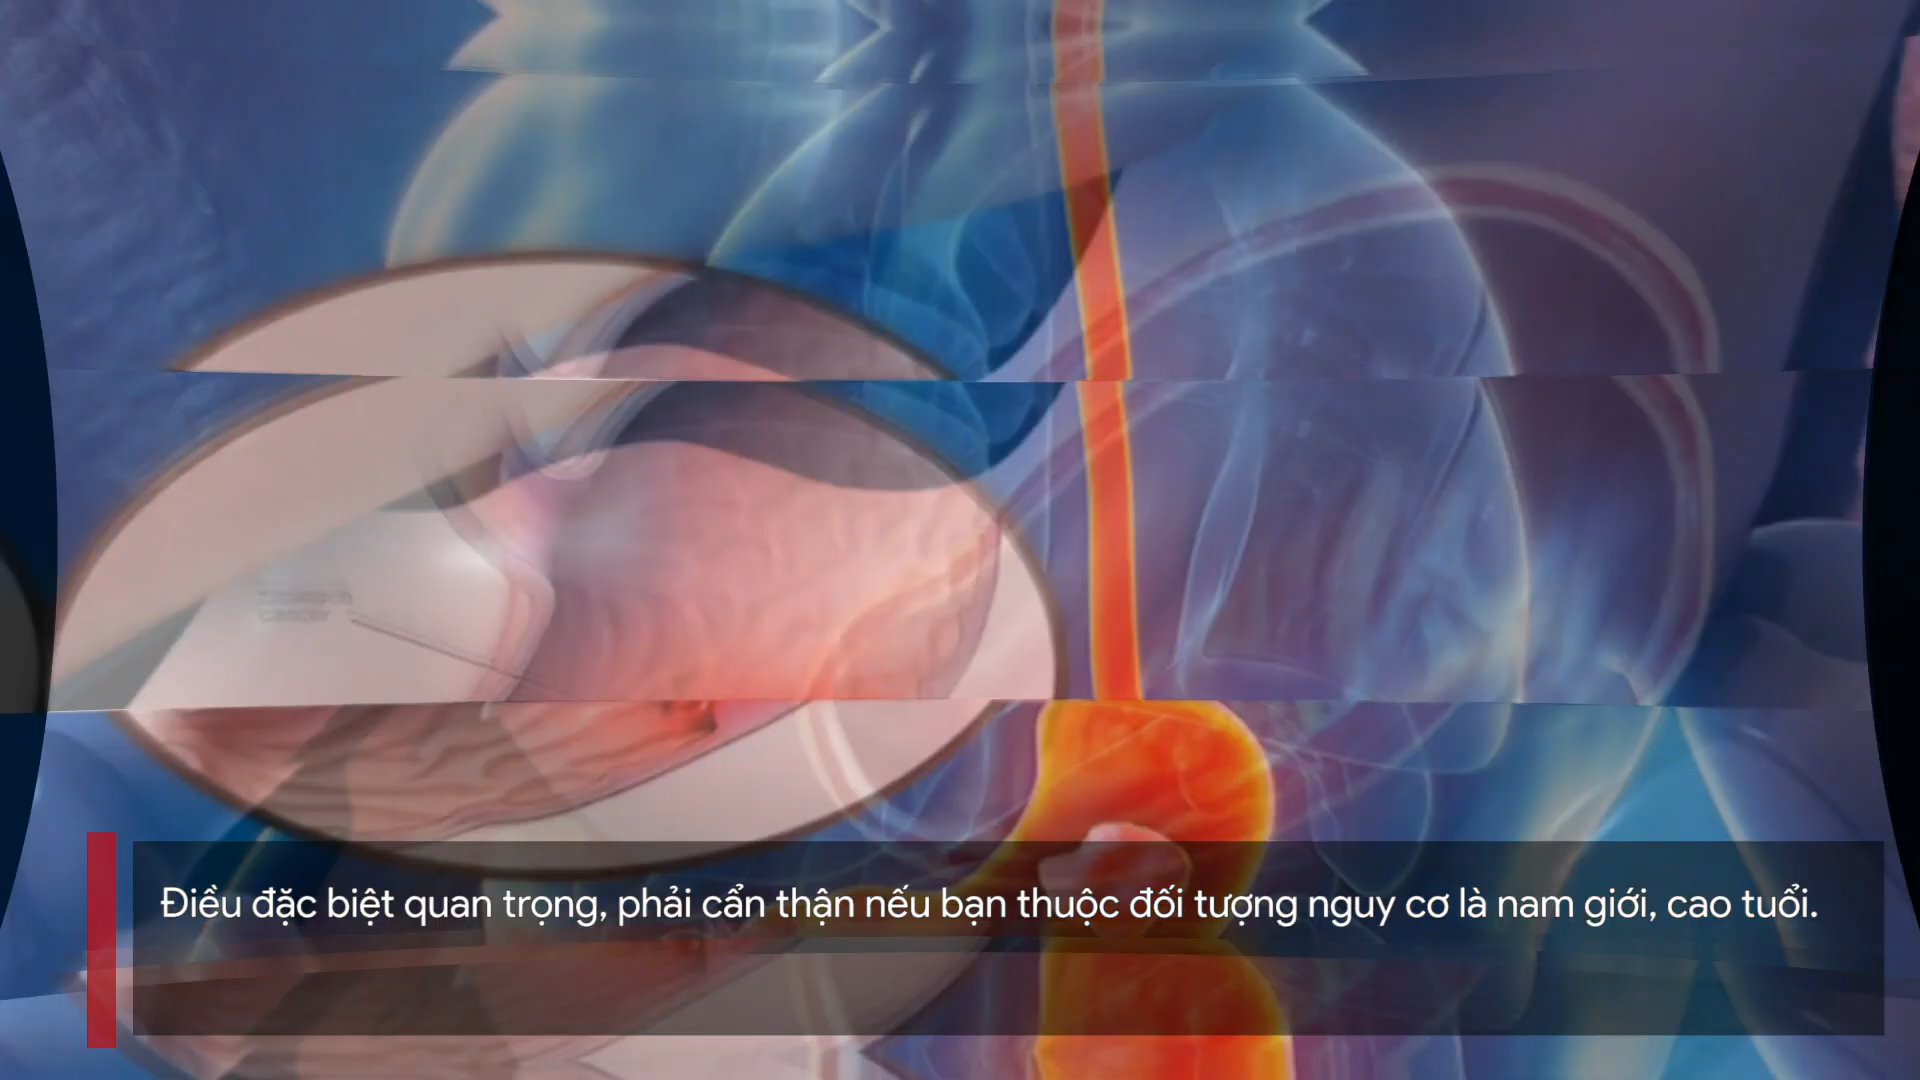 Điều đặc biệt quan trọng, phải cẩn thận nếu bạn thuộc đối tượng nguy cơ là nam giới, cao tuổi.